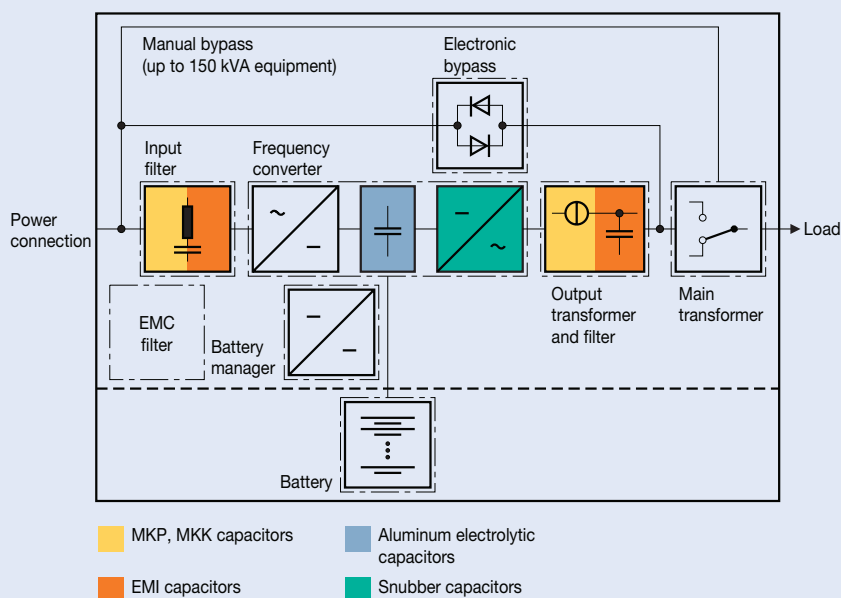 Manual bypass
(up to 150 kVA equipment)
Electronic
bypass
Input
filter
Frequency
converter
Power
connection
Load
EMC
filter
Battery
manager
Output
transformer
and filter
Main
transformer
Battery
MKP, MKK capacitors
Aluminum electrolytic
capacitors
EMI capacitors
Snubber capacitors